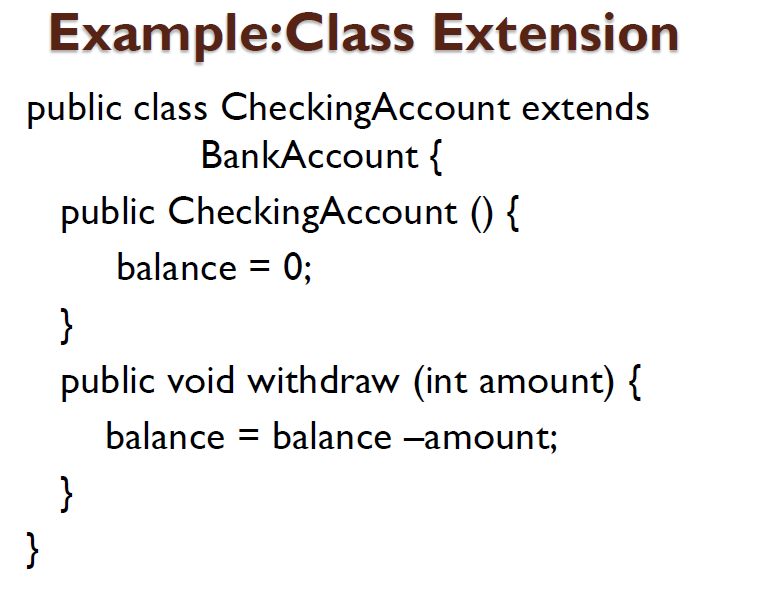 Example:Class Extension
public class CheckingAccount extends
BankAccount {
public CheckingAccount () {
balance = 0;
}
public void withdraw (int amount) {
balance = balance –amount;
}
}